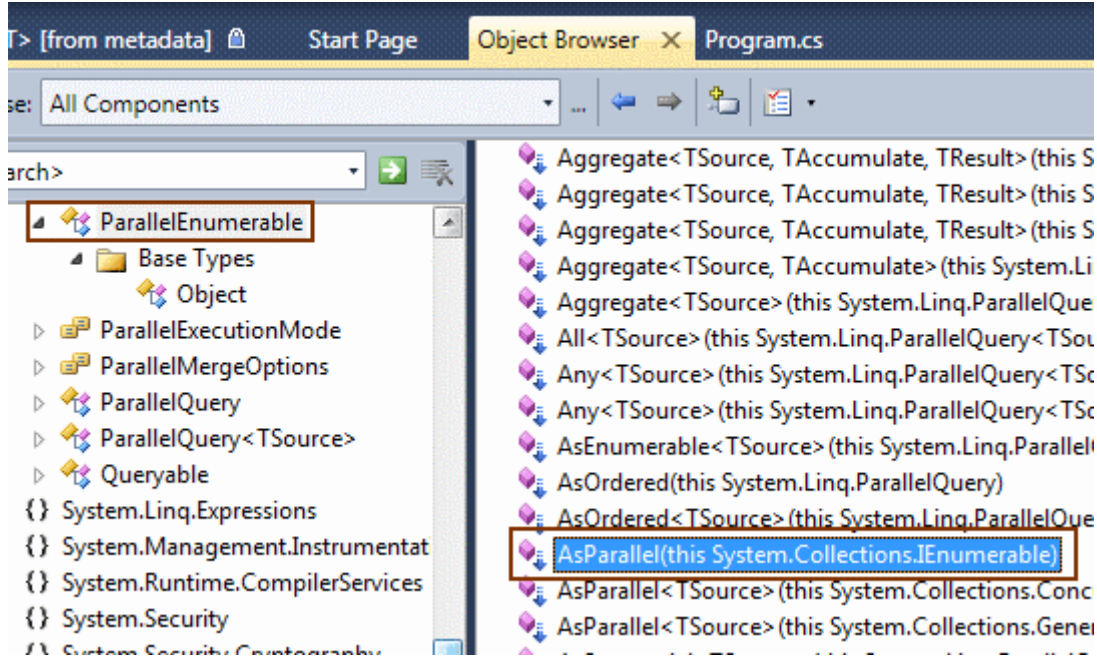 T> [from metadata] Start Page Object Browser Program.cs
se: All Components ...
arch>
ParallelEnumerable
Base Types
Object
ParallelExecutionMode
ParallelMergeOptions
ParallelQuery
ParallelQuery<TSource>
Queryable
{} System.Linq.Expressions
{} System.Management.Instrumentat
{} System.Runtime.CompilerServices
{} System.Security
{} System.Security.Cryptography
Aggregate<TSource, TAccumulate, TResult>(this S
Aggregate<TSource, TAccumulate, TResult>(this S
Aggregate<TSource, TAccumulate, TResult>(this S
Aggregate<TSource, TAccumulate>(this System.Li
Aggregate<TSource>(this System.Linq.ParallelQue
All<TSource>(this System.Linq.ParallelQuery<TSou
Any<TSource>(this System.Linq.ParallelQuery<TSo
Any<TSource>(this System.Linq.ParallelQuery<TSo
AsEnumerable<TSource>(this System.Linq.Parallel
AsOrdered(this System.Linq.ParallelQuery)
AsOrdered<TSource>(this System.Linq.ParallelQue
AsParallel(this System.Collections.IEnumerable)
AsParallel<TSource>(this System.Collections.Conc
AsParallel<TSource>(this System.Collections.Gener